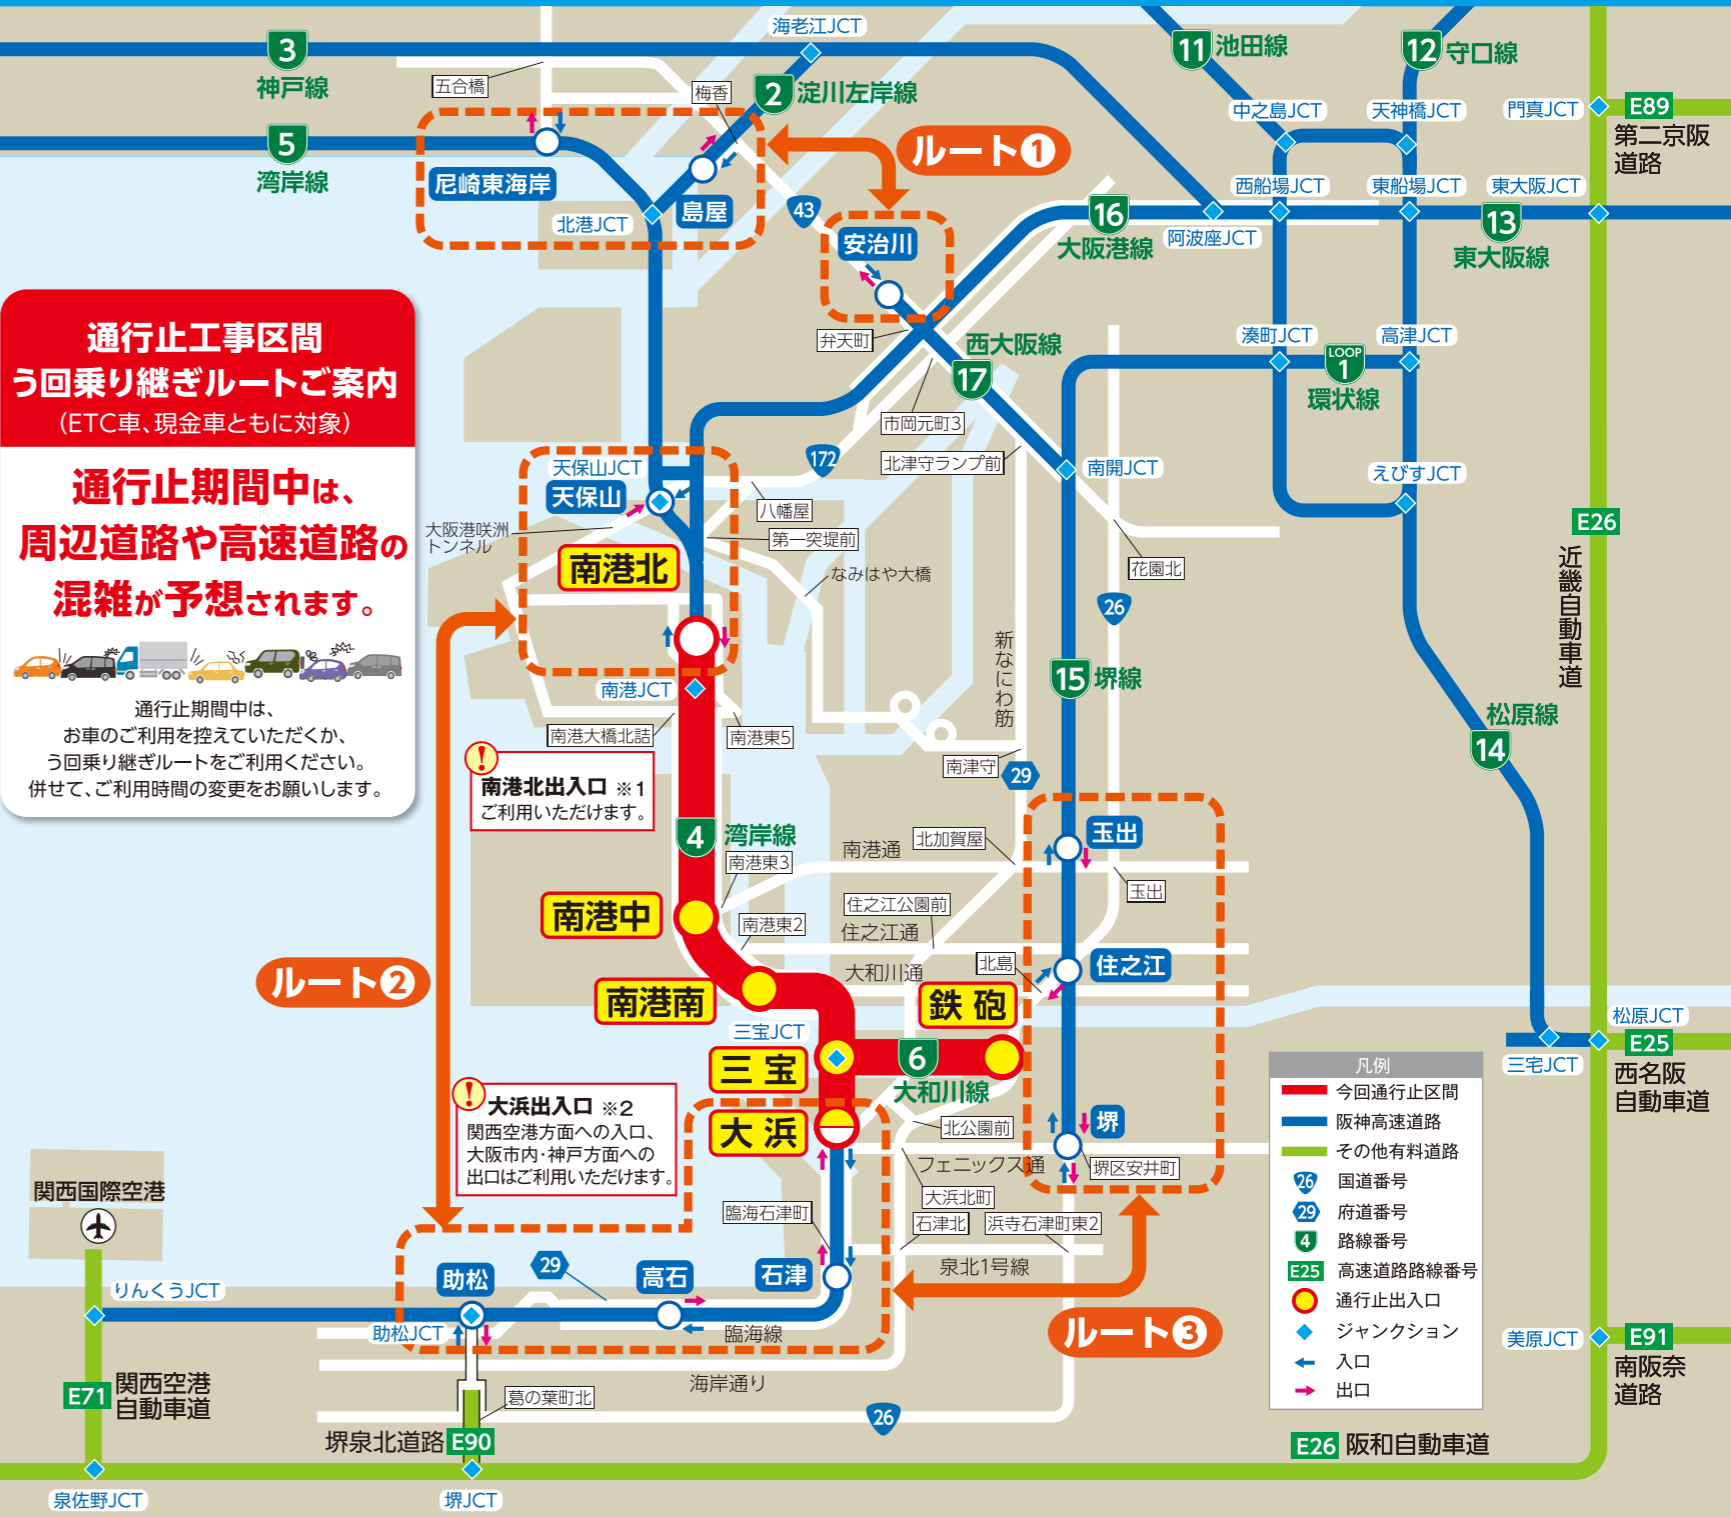 海老江JCT
3
神戸線
五合橋
梅香
2
淀川左岸線
11
池田線
12
守口線
中之島JCT
天神橋JCT
門真JCT
E89
第二京阪
道路
5
湾岸線
尼崎東海岸
北港JCT
島屋
ルート❶
43
安治川
16
大阪港線
阿波座JCT
西船場JCT
東船場JCT
東大阪JCT
13
東大阪線
通行止工事区間
う回乗り継ぎルートご案内
(ETC車、現金車ともに対象)
通行止期間中は、
周辺道路や高速道路の
混雑が予想されます。
通行止期間中は、
お車のご利用を控えていただくか、
う回乗り継ぎルートをご利用ください。
併せて、ご利用時間の変更をお願いします。
弁天町
西大阪線
17
湊町JCT
高津JCT
LOOP
1
環状線
市岡元町3
北津守ランプ前
172
南開JCT
えびすJCT
天保山JCT
天保山
大阪港咲洲
トンネル
八幡屋
第一突堤前
なみはや大橋
南港北
花園北
26
E26
近畿自動車道
新なにわ筋
15
堺線
南港JCT
南港大橋北詰
南港東5
!
南港北出入口 ※1
ご利用いただけます。
南津守
29
松原線
14
4
湾岸線
南港東3
南港通
北加賀屋
玉出
玉出
南港中
南港東2
住之江公園前
住之江通
大和川通
北島
住之江
ルート❷
南港南
三宝JCT
鉄砲
三宝
6
大和川線
松原JCT
E25
西名阪
自動車道
三宅JCT
!
大浜出入口 ※2
関西空港方面への入口、
大阪市内・神戸方面への
出口はご利用いただけます。
大浜
北公園前
堺
フェニックス通
堺区安井町
大浜北町
臨海石津町
石津北
浜寺石津町東2
泉北1号線
関西国際空港
りんくうJCT
助松
29
高石
石津
助松JCT
臨海線
ルート❸
海岸通り
E71
関西空港
自動車道
葛の葉町北
26
堺泉北道路
E90
泉佐野JCT
堺JCT
凡例
今回通行止区間
阪神高速道路
その他有料道路
26
国道番号
29
府道番号
4
路線番号
E25
高速道路路線番号
通行止出入口
ジャンクション
入口
出口
美原JCT
E91
南阪奈
道路
E26
阪和自動車道